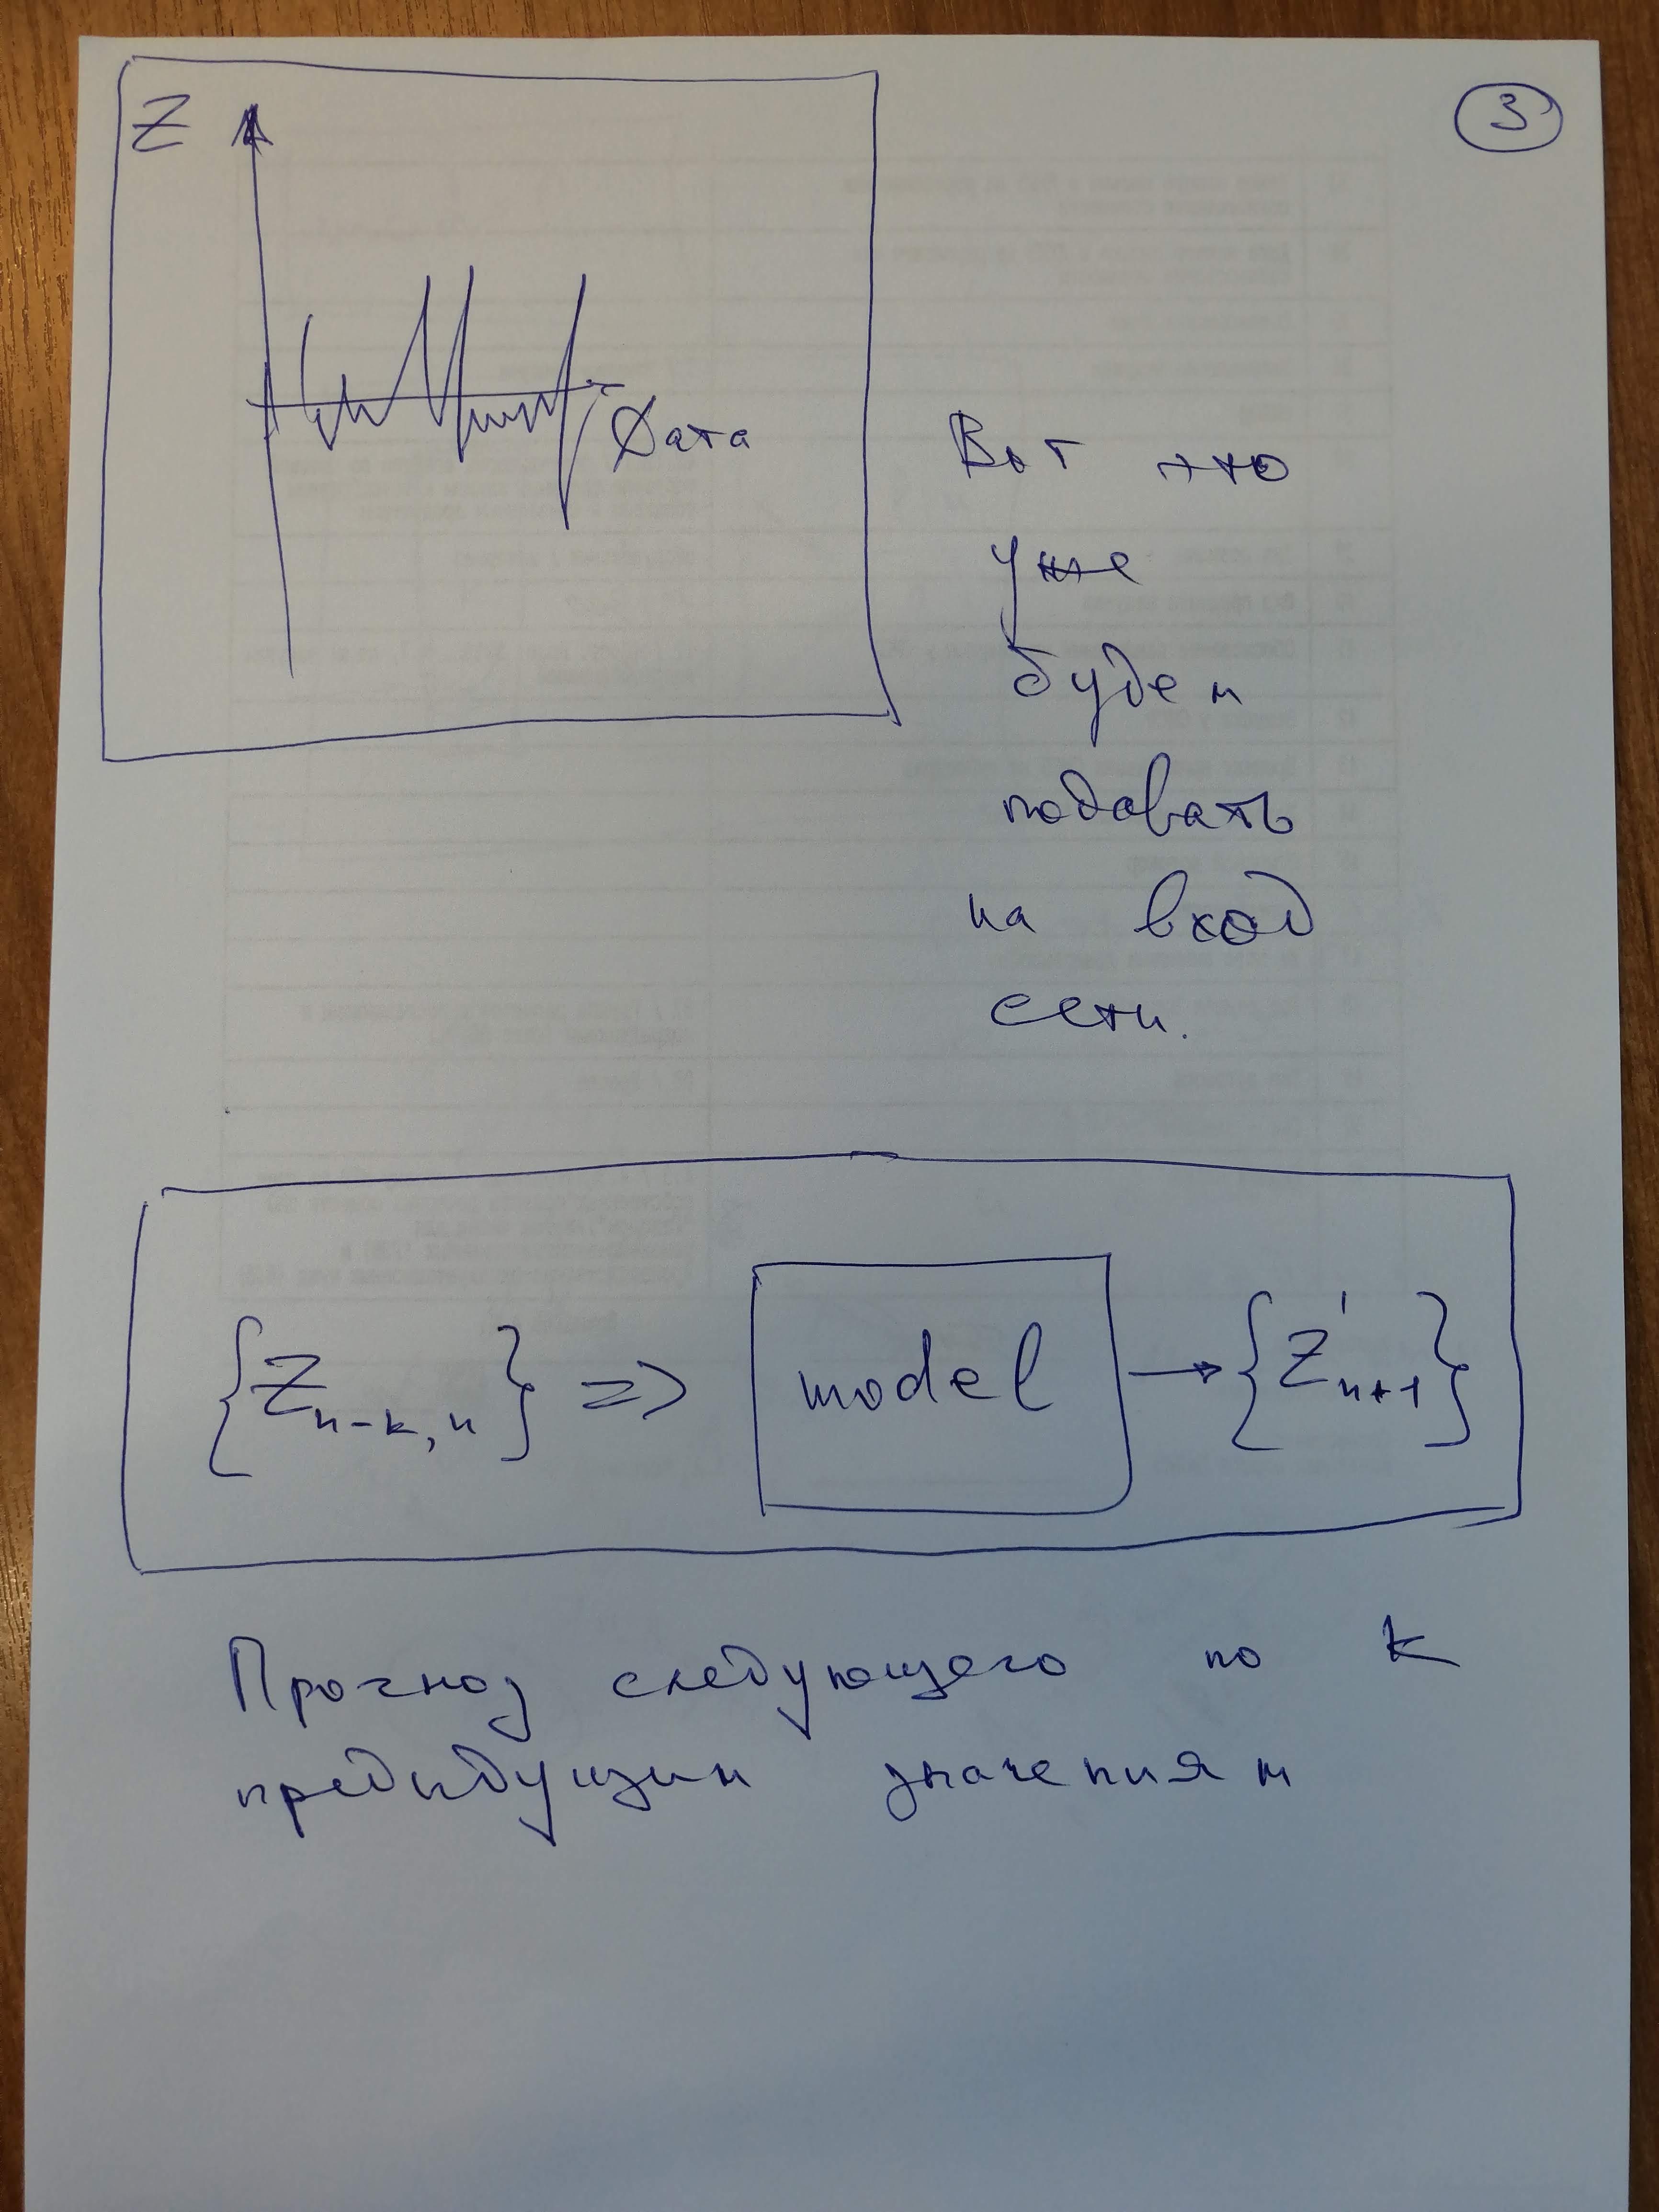 3
Z
Дата
Вот это
уже
будем
подавать
на вход
сети.
{Z_{n-k,n}} => model → {Z'_{n+1}}
Прогноз следующего по k
предыдущим значениям